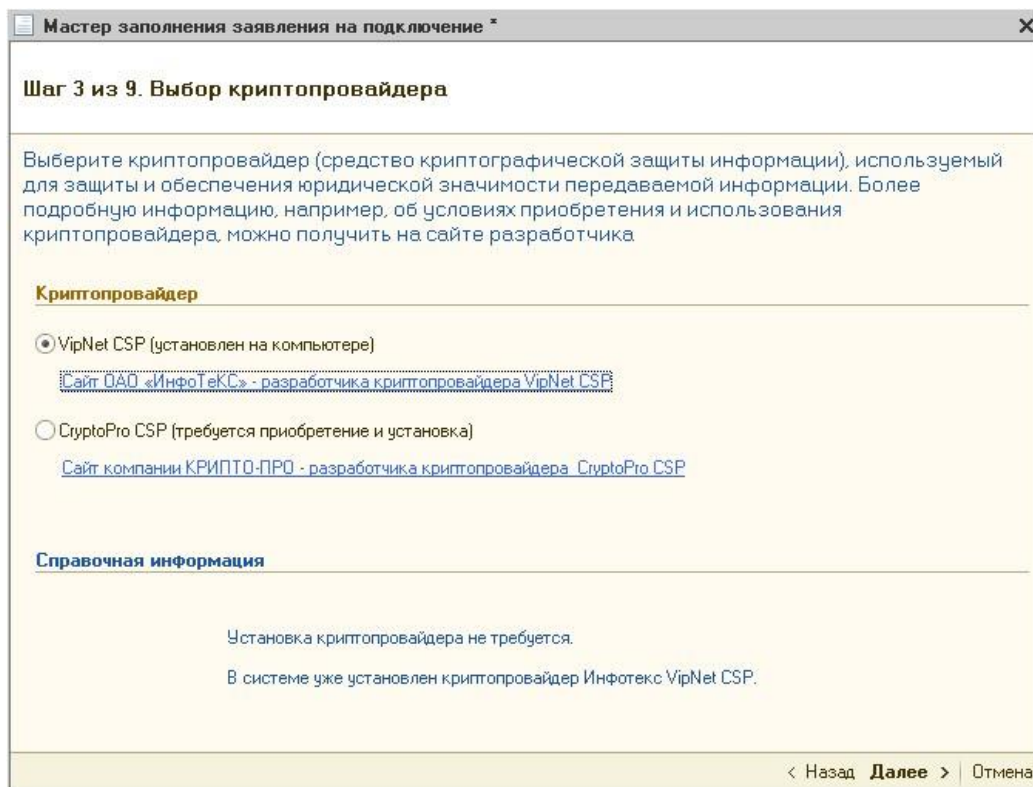 Мастер заполнения заявления на подключение *
Шаг 3 из 9. Выбор криптопровайдера
Выберите криптопровайдер (средство криптографической защиты информации), используемый
для защиты и обеспечения юридической значимости передаваемой информации. Более
подробную информацию, например, об условиях приобретения и использования
криптопровайдера, можно получить на сайте разработчика
Криптопровайдер
VipNet CSP (установлен на компьютере)
Сайт ОАО «ИнфоТеКС» - разработчика криптопровайдера VipNet CSP
CryptoPro CSP (требуется приобретение и установка)
Сайт компании КРИПТО-ПРО - разработчика криптопровайдера CryptoPro CSP
Справочная информация
Установка криптопровайдера не требуется.
В системе уже установлен криптопровайдер Инфотекс VipNet CSP.
< Назад Далее > Отмена